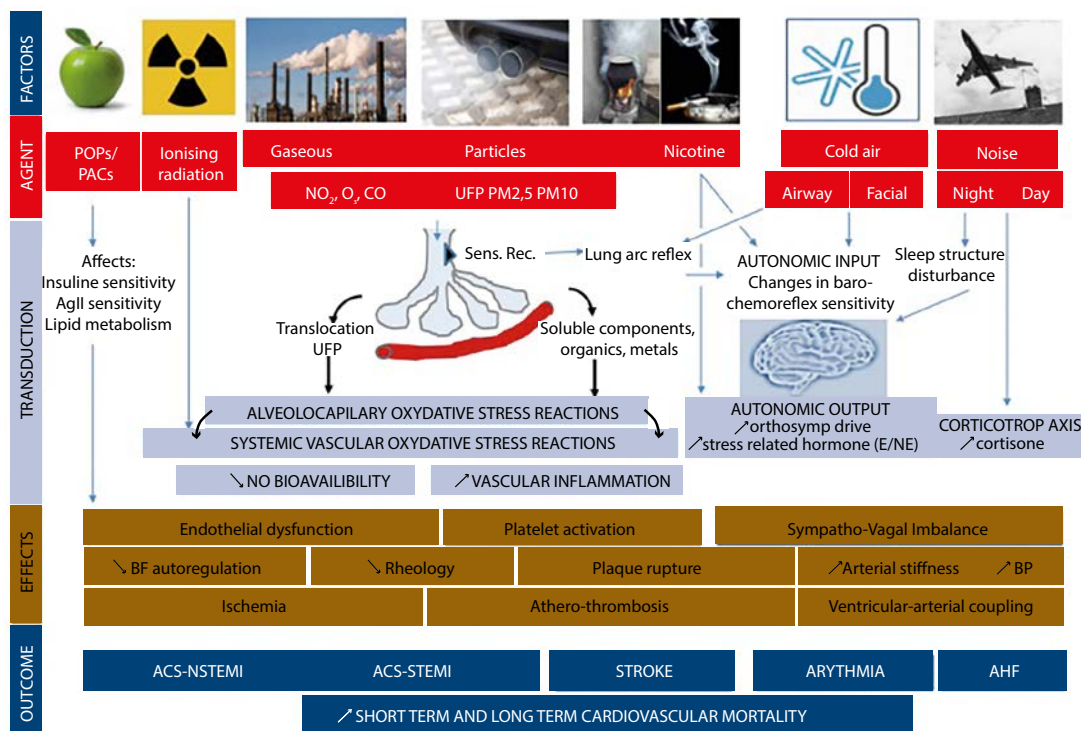 FACTORS
AGENT
POPs/
PACs
Ionising
radiation
Gaseous
Particles
Nicotine
NO₂, O₃, CO
UFP PM2,5 PM10
Cold air
Airway
Facial
Noise
Night
Day
TRANSDUCTION
Affects:
Insuline sensitivity
AgII sensitivity
Lipid metabolism
Sens. Rec.
Lung arc reflex
AUTONOMIC INPUT
Changes in baro-
chemoreflex sensitivity
Sleep structure
disturbance
Translocation
UFP
Soluble components,
organics, metals
ALVEOLOCAPILARY OXYDATIVE STRESS REACTIONS
SYSTEMIC VASCULAR OXYDATIVE STRESS REACTIONS
↘ NO BIOAVAILIBILITY
↗ VASCULAR INFLAMMATION
AUTONOMIC OUTPUT
↗orthosymp drive
↗stress related hormone (E/NE)
CORTICOTROP AXIS
↗cortisone
EFFECTS
Endothelial dysfunction
Platelet activation
Sympatho-Vagal Imbalance
↘ BF autoregulation
↘ Rheology
Plaque rupture
↗Arterial stiffness
↗ BP
Ischemia
Athero-thrombosis
Ventricular-arterial coupling
OUTCOME
ACS-NSTEMI
ACS-STEMI
STROKE
ARYTHMIA
AHF
↗ SHORT TERM AND LONG TERM CARDIOVASCULAR MORTALITY